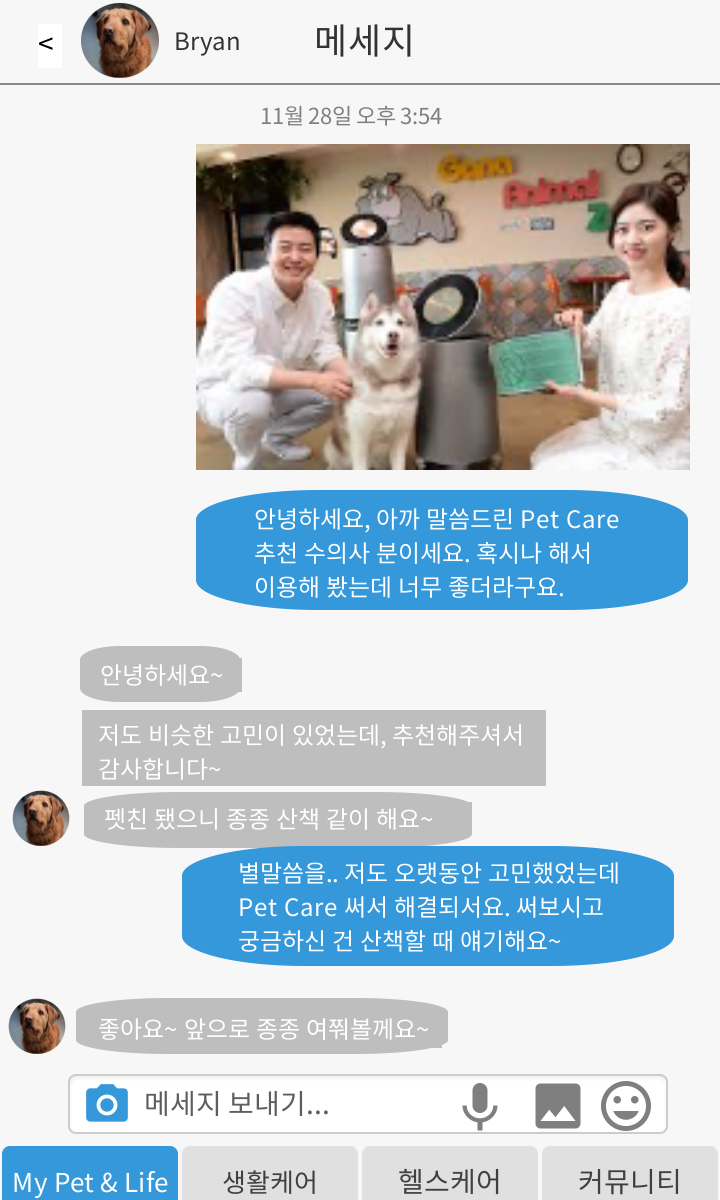 <
Bryan
메세지
11월 28일 오후 3:54
Gana
Animal
안녕하세요, 아까 말씀드린 Pet Care
추천 수의사 분이세요. 혹시나 해서
이용해 봤는데 너무 좋더라구요.
안녕하세요~
저도 비슷한 고민이 있었는데, 추천해주셔서
감사합니다~
펫친 됐으니 종종 산책 같이 해요~
별말씀을.. 저도 오랫동안 고민했었는데
Pet Care 써서 해결되서요. 써보시고
궁금하신 건 산책할 때 얘기해요~
좋아요~ 앞으로 종종 여쭤볼께요~
메세지 보내기...
My Pet & Life
생활케어
헬스케어
커뮤니티